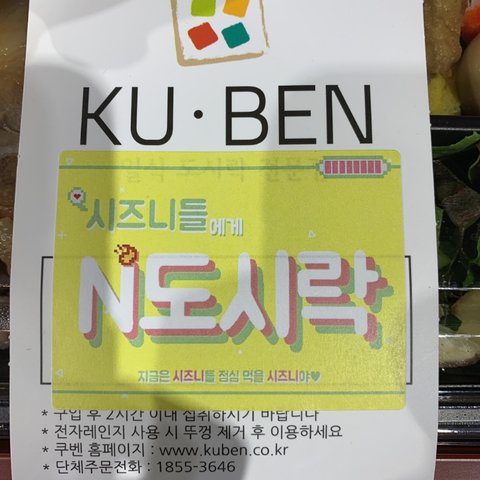 KU·BEN
시즈니들에게
N도시락
지금은 시즈니들 점심 먹을 시즈니야♥
* 구입 후 2시간 이내 섭취하시기 바랍니다
* 전자레인지 사용 시 뚜껑 제거 후 이용하세요
* 쿠벤 홈페이지 : www.kuben.co.kr
* 단체주문전화 : 1855-3646